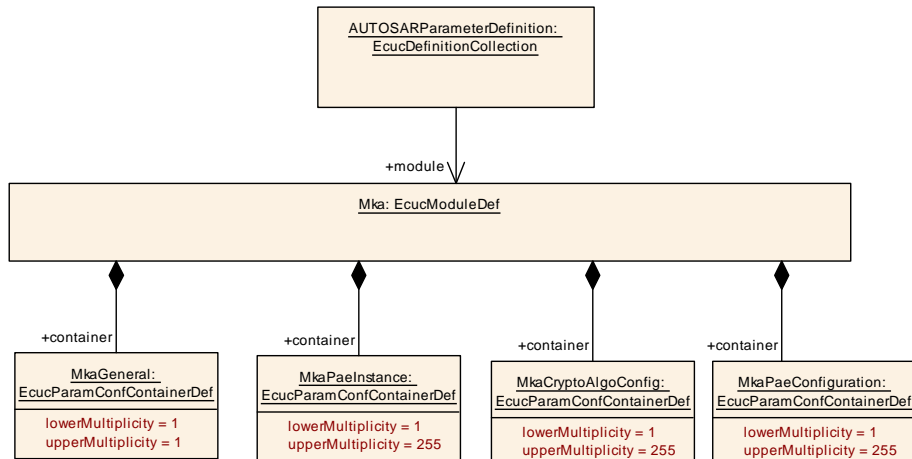 AUTOSARParameterDefinition:
EcucDefinitionCollection
+module
Mka: EcucModuleDef
+container
+container
+container
+container
MkaGeneral:
EcucParamConfContainerDef
lowerMultiplicity = 1
upperMultiplicity = 1
MkaPaeInstance:
EcucParamConfContainerDef
lowerMultiplicity = 1
upperMultiplicity = 255
MkaCryptoAlgoConfig:
EcucParamConfContainerDef
lowerMultiplicity = 1
upperMultiplicity = 255
MkaPaeConfiguration:
EcucParamConfContainerDef
lowerMultiplicity = 1
upperMultiplicity = 255